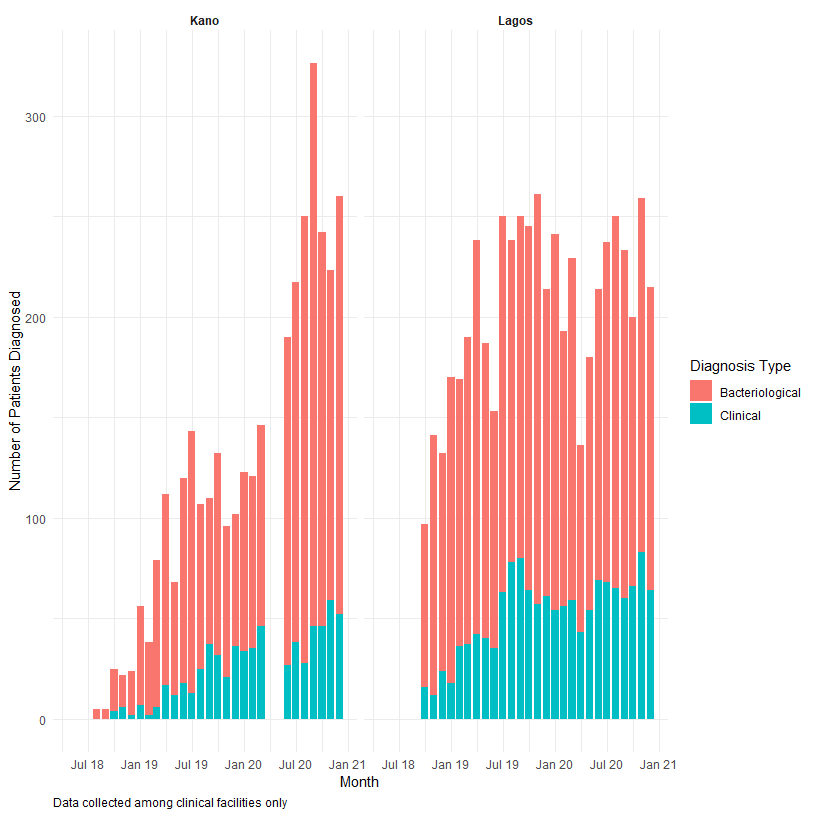 Kano
Lagos
Number of Patients Diagnosed
300
200
100
0
Jul 18
Jan 19
Jul 19
Jan 20
Jul 20
Jan 21
Jul 18
Jan 19
Jul 19
Jan 20
Jul 20
Jan 21
Month
Diagnosis Type
Bacteriological
Clinical
Data collected among clinical facilities only